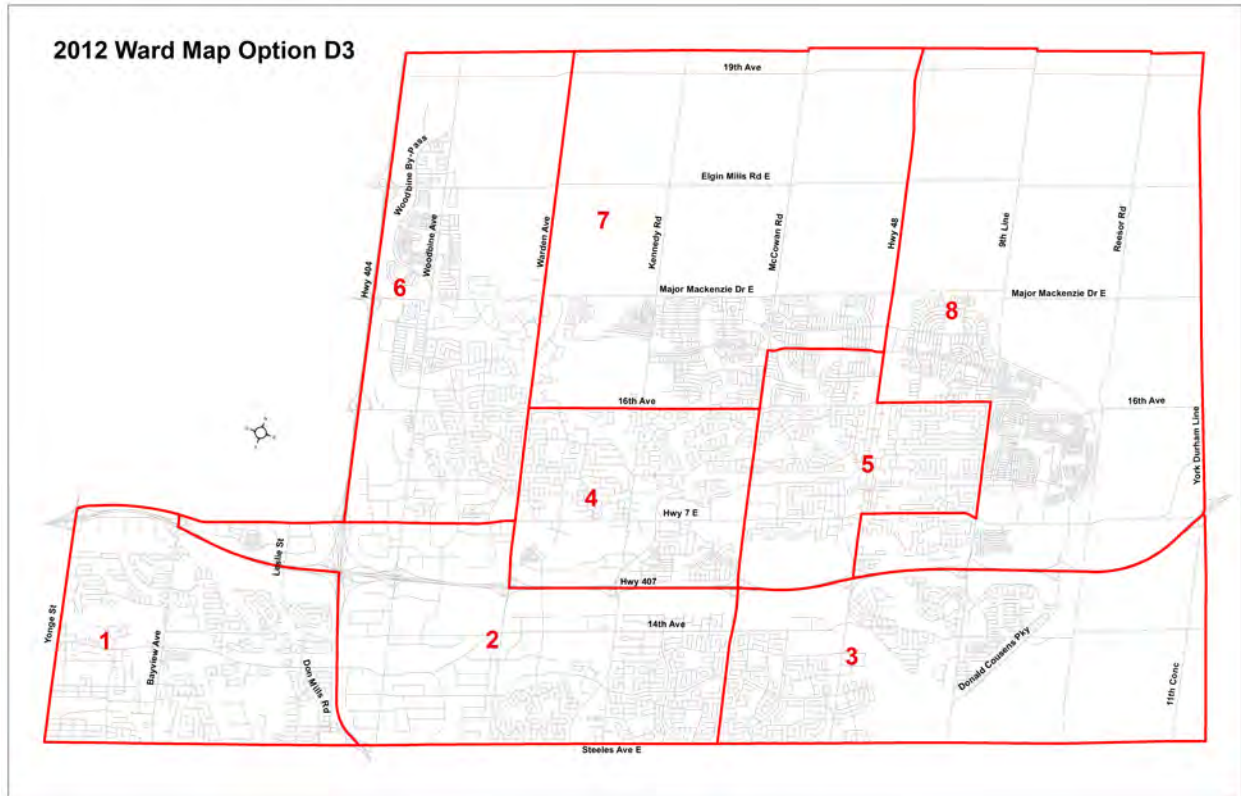 2012 Ward Map Option D3
19th Ave
Woodbine By-Pass
Elgin Mills Rd E
7
Hwy 404
Woodbine Ave
Warden Ave
Kennedy Rd
McCowan Rd
Hwy 48
9th Line
Reesor Rd
6
Major Mackenzie Dr E
Major Mackenzie Dr E
8
16th Ave
16th Ave
York Durham Line
5
4
Hwy 7 E
Leslie St
Hwy 407
Yonge St
1
Bayview Ave
Don Mills Rd
2
14th Ave
3
Donald Cousens Pky
11th Conc
Steeles Ave E